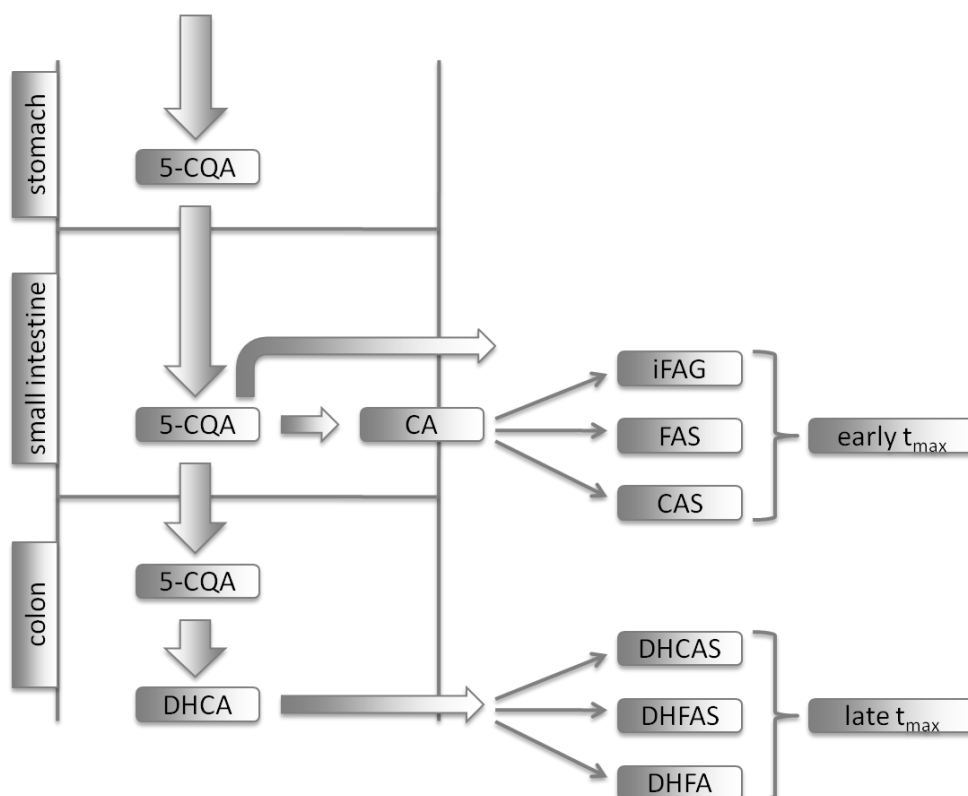 stomach
5-CQA
small intestine
5-CQA
CA
iFAG
FAS
CAS
early tmax
colon
5-CQA
DHCA
DHCAS
DHFAS
DHFA
late tmax